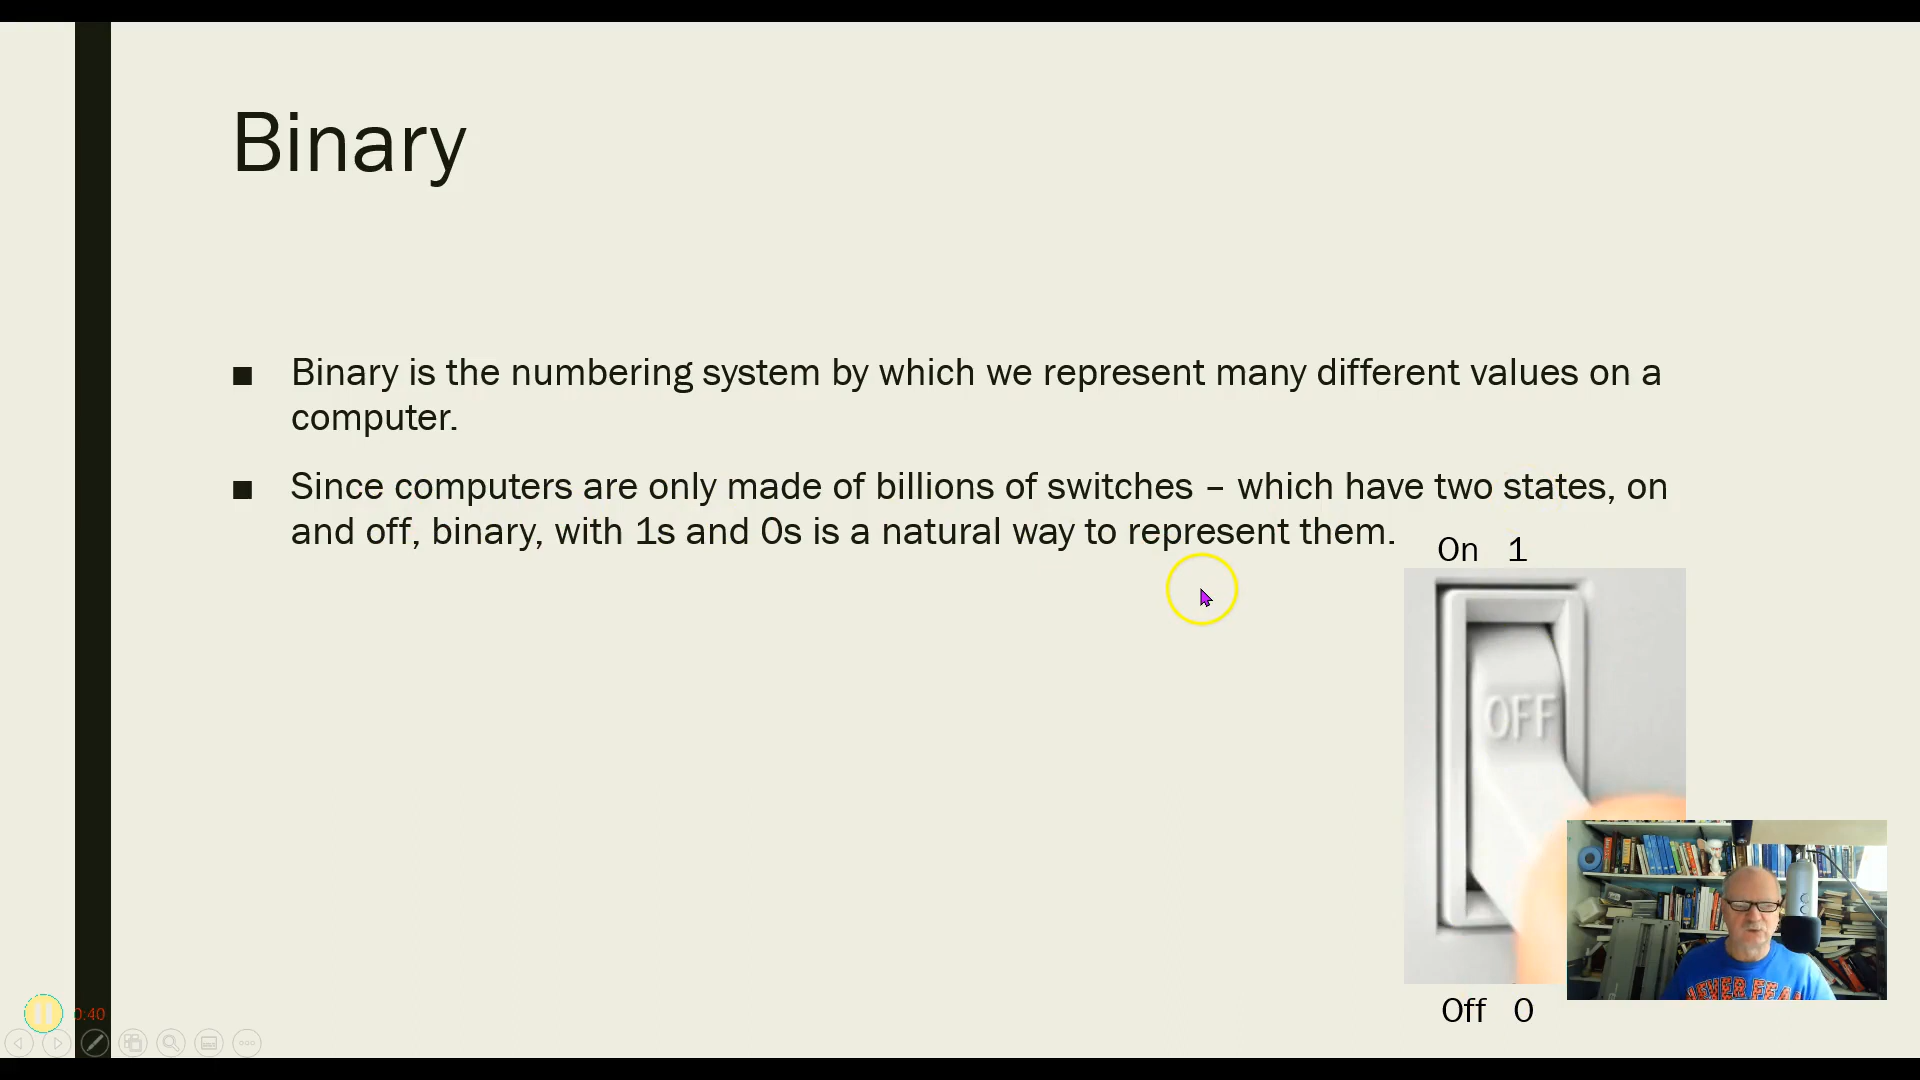 Binary
■ Binary is the numbering system by which we represent many different values on a
computer.
■ Since computers are only made of billions of switches – which have two states, on
and off, binary, with 1s and 0s is a natural way to represent them.
On 1
OFF
Off 0
0:40